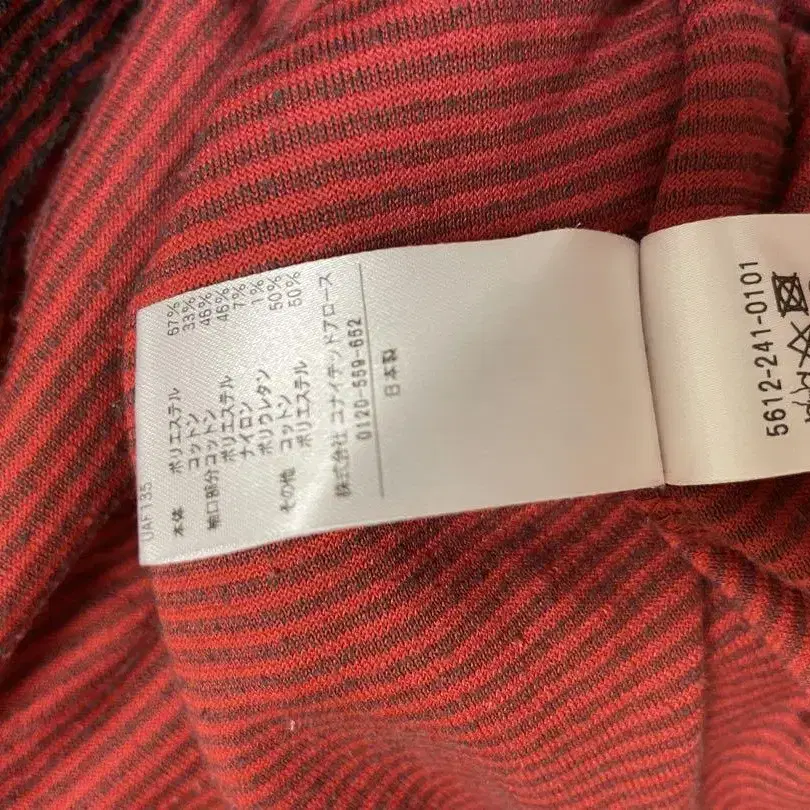 UAF135
本体 ポリエステル 67%
コットン 33%
袖口部分コットン 46%
ポリエステル 46%
ナイロン 7%
ポリウレタン 1%
その他 コットン 50%
ポリエステル 50%
株式会社 ユナイテッドアローズ
0120-559-652
日本製
5612-241-0101